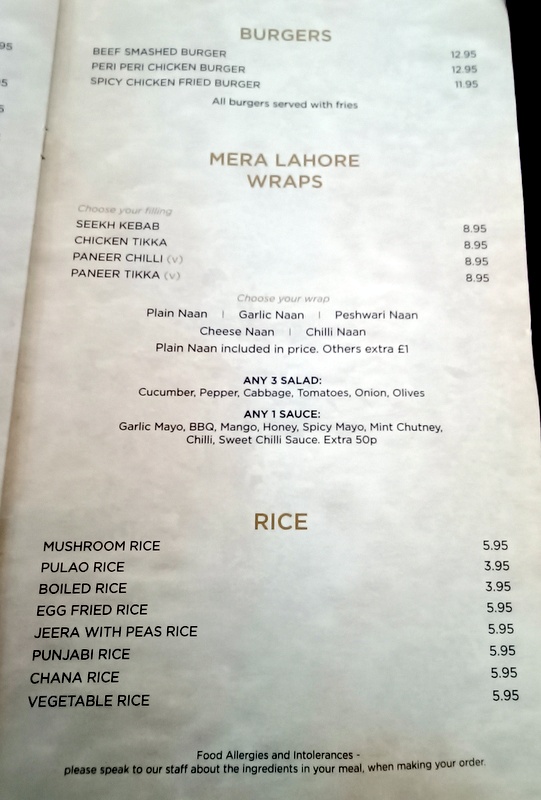 95
5
5
BURGERS
BEEF SMASHED BURGER 12.95
PERI PERI CHICKEN BURGER 12.95
SPICY CHICKEN FRIED BURGER 11.95
All burgers served with fries
MERA LAHORE
WRAPS
Choose your filling
SEEKH KEBAB 8.95
CHICKEN TIKKA 8.95
PANEER CHILLI (v) 8.95
PANEER TIKKA (v) 8.95
Choose your wrap
Plain Naan | Garlic Naan | Peshwari Naan
Cheese Naan | Chilli Naan
Plain Naan included in price. Others extra £1
ANY 3 SALAD:
Cucumber, Pepper, Cabbage, Tomatoes, Onion, Olives
ANY 1 SAUCE:
Garlic Mayo, BBQ, Mango, Honey, Spicy Mayo, Mint Chutney,
Chilli, Sweet Chilli Sauce. Extra 50p
RICE
MUSHROOM RICE 5.95
PULAO RICE 3.95
BOILED RICE 3.95
EGG FRIED RICE 5.95
JEERA WITH PEAS RICE 5.95
PUNJABI RICE 5.95
CHANA RICE 5.95
VEGETABLE RICE 5.95
Food Allergies and Intolerances -
please speak to our staff about the ingredients in your meal, when making your order.